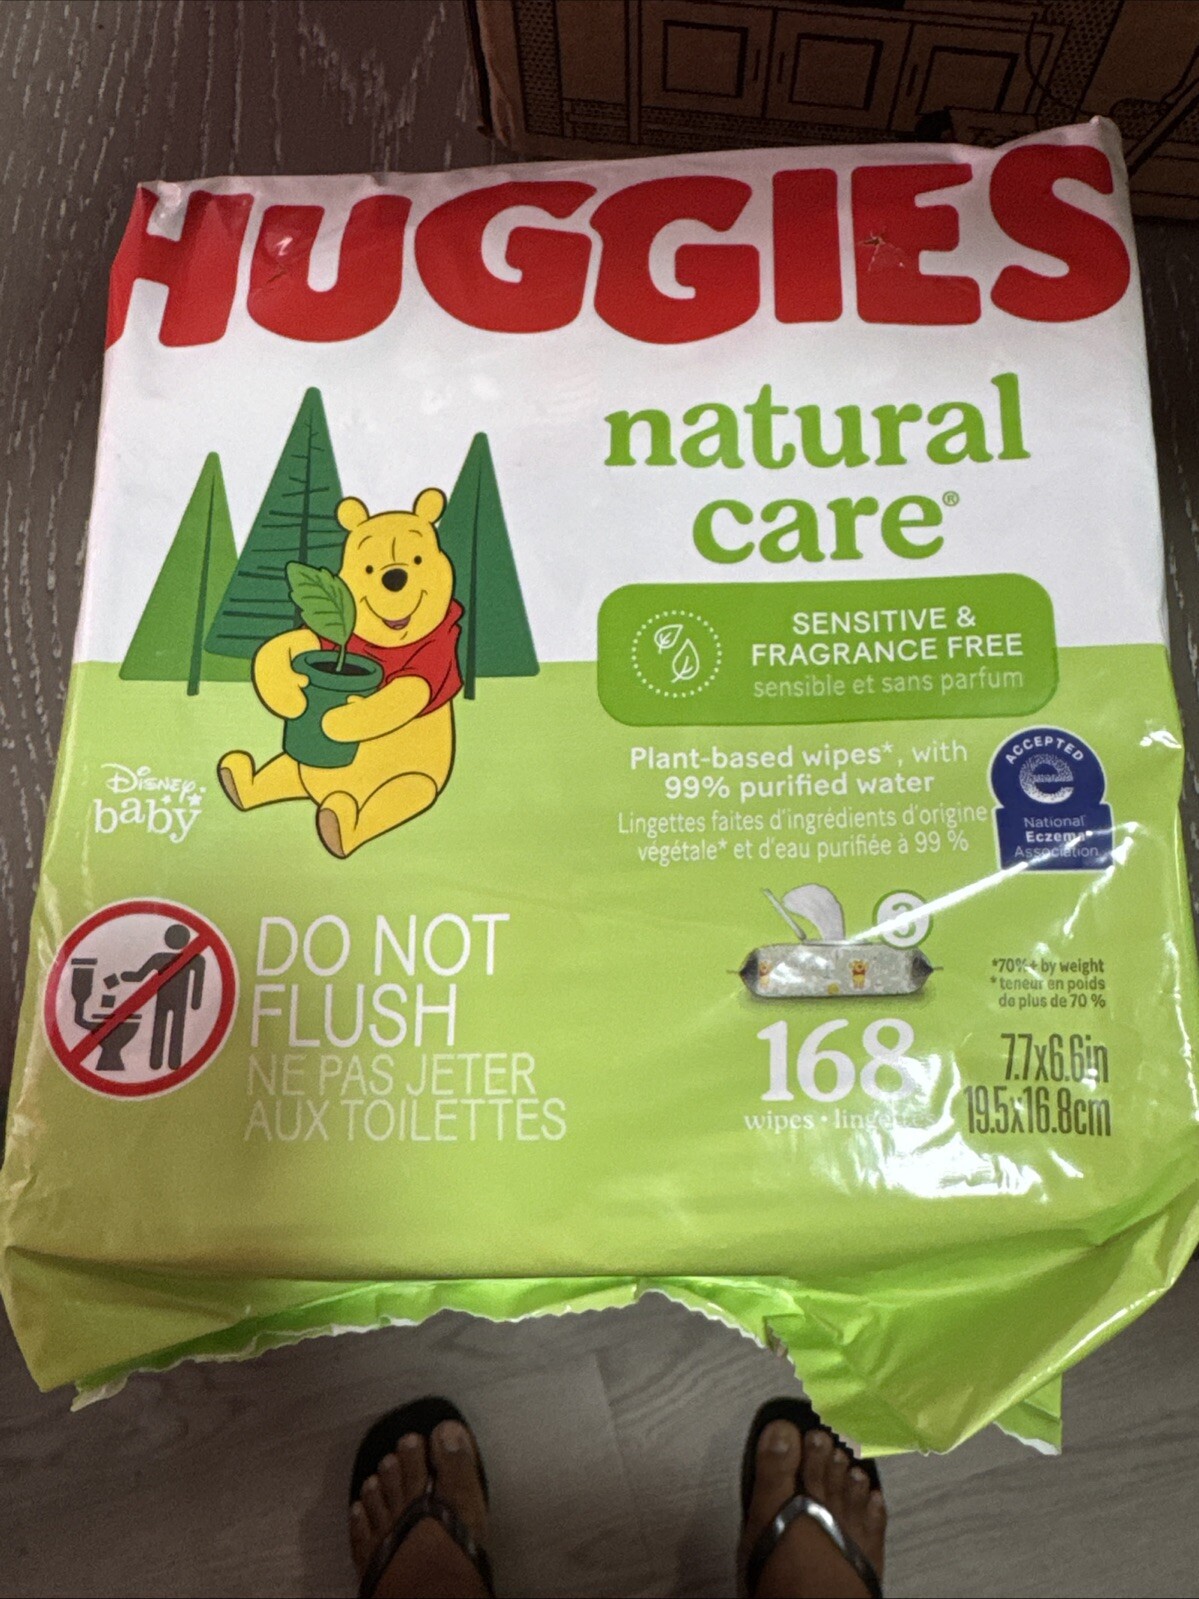 HUGGIES
natural
care®
SENSITIVE &
FRAGRANCE FREE
sensible et sans parfum
Plant-based wipes*, with
99% purified water
Lingettes faites d'ingrédients d'origine
végétale* et d'eau purifiée à 99 %
ACCEPTED
National
Eczema
Association
Disney
baby
DO NOT
FLUSH
NE PAS JETER
AUX TOILETTES
3
168
wipes •
*70%+ by weight
*teneur en poids
de plus de 70 %
7.7x6.6in
19.5x16.8cm